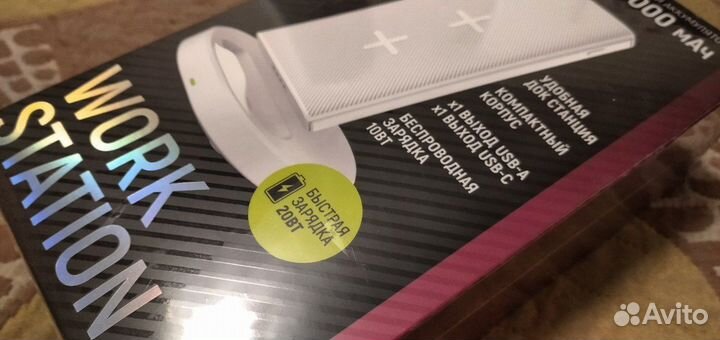 000 МАЧ
УДОБНАЯ
ДОК СТАНЦИЯ
КОМПАКТНЫЙ
КОРПУС
X1 ВЫХОД USB-A
X1 ВЫХОД USB-C
БЕСПРОВОДНАЯ
ЗАРЯДКА
10ВТ
WORK
STATION
БЫСТРАЯ
ЗАРЯДКА
20ВТ
Avito